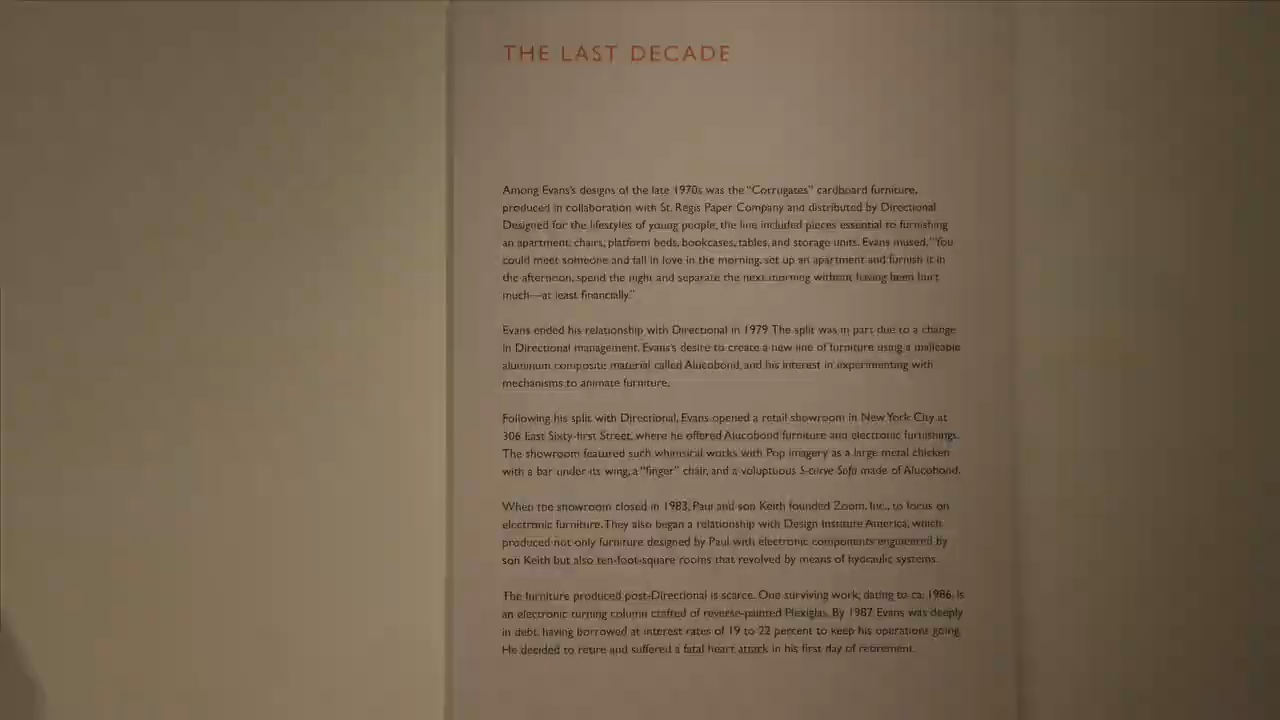 THE LAST DECADE
Among Evans's designs of the late 1970s was the "Corrugates" cardboard furniture,
produced in collaboration with St. Regis Paper Company and distributed by Directional
Designed for the lifestyles of young people, the line included pieces essential to furnishing
an apartment: chairs, platform beds, bookcases, tables, and storage units. Evans mused, "You
could meet someone and fall in love in the morning, set up an apartment and furnish it in
the afternoon, spend the night and separate the next morning without having been hurt
much—at least financially."
Evans ended his relationship with Directional in 1979 The split was in part due to a change
in Directional management, Evans's desire to create a new line of furniture using a malleable
aluminum composite material called Alucobond, and his interest in experimenting with
mechanisms to animate furniture.
Following his split with Directional, Evans opened a retail showroom in New York City at
306 East Sixty-first Street, where he offered Alucobond furniture and electronic furnishings.
The showroom featured such whimsical works with Pop imagery as a large metal chicken
with a bar under its wing, a "finger" chair, and a voluptuous S-curve Sofa made of Alucobond.
When the showroom closed in 1983, Paul and son Keith founded Zoom, Inc., to focus on
electronic furniture. They also began a relationship with Design Institute America, which
produced not only furniture designed by Paul with electronic components engineered by
son Keith but also ten-foot-square rooms that revolved by means of hydraulic systems.
The furniture produced post-Directional is scarce. One surviving work, dating to ca. 1986, is
an electronic turning column crafted of reverse-painted Plexiglas. By 1987 Evans was deeply
in debt, having borrowed at interest rates of 19 to 22 percent to keep his operations going.
He decided to retire and suffered a fatal heart attack in his first day of retirement.